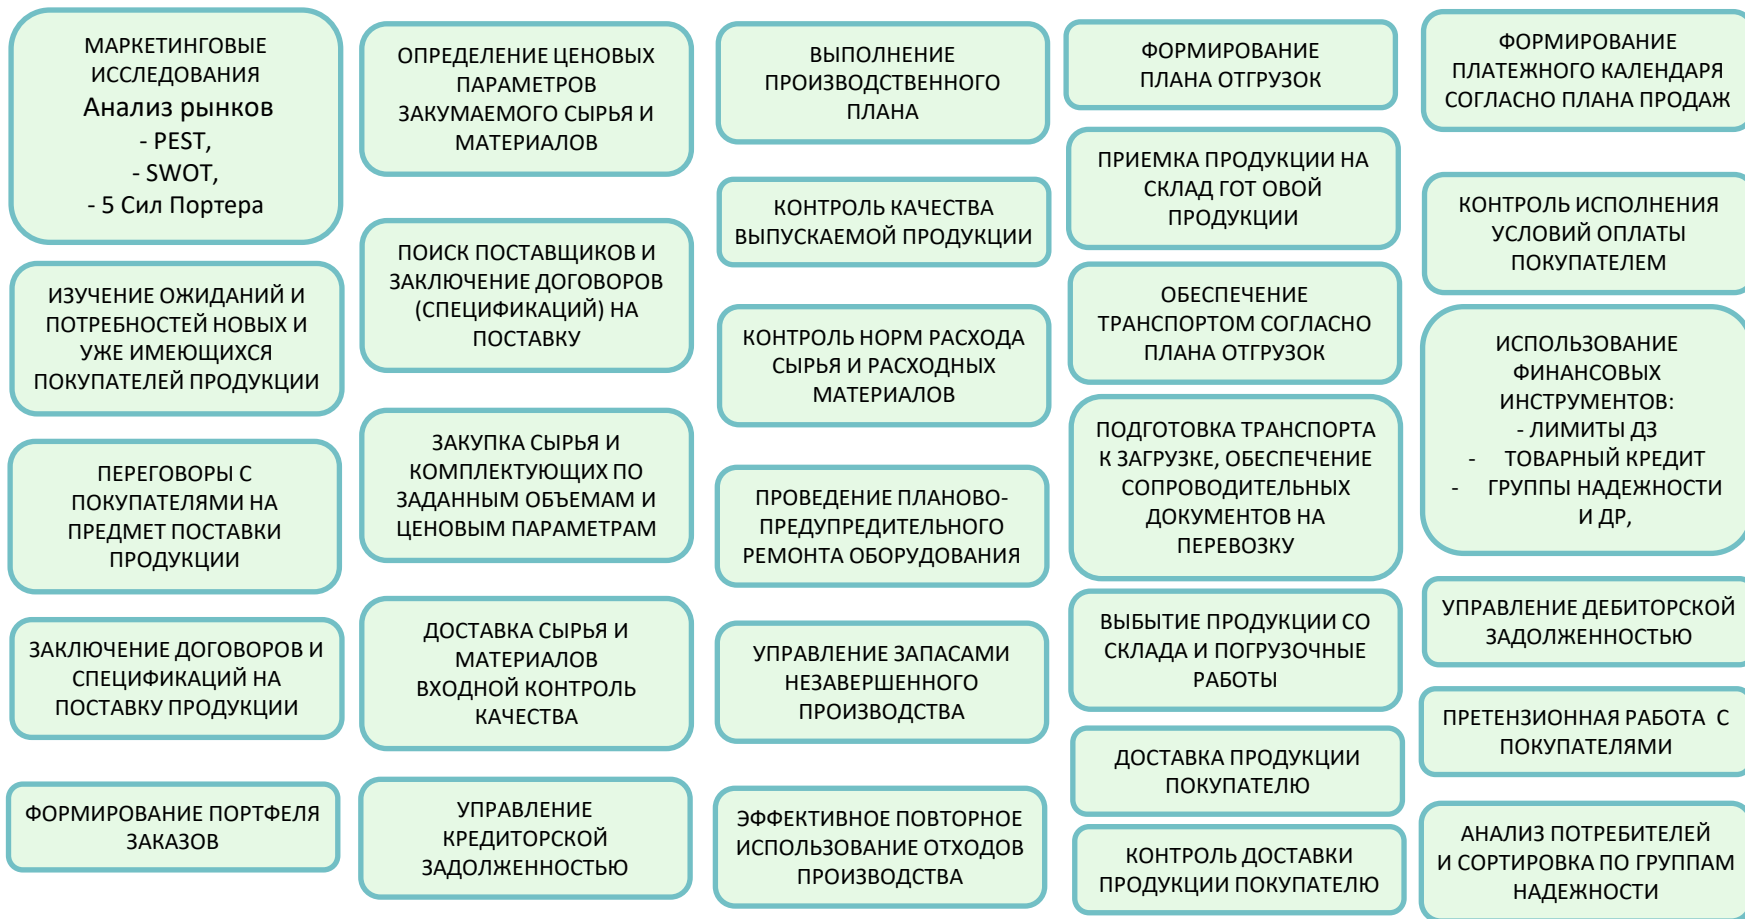 МАРКЕТИНГОВЫЕ
ИССЛЕДОВАНИЯ
Анализ рынков
- PEST,
- SWOT,
- 5 Сил Портера
ИЗУЧЕНИЕ ОЖИДАНИЙ И
ПОТРЕБНОСТЕЙ НОВЫХ И
УЖЕ ИМЕЮЩИХСЯ
ПОКУПАТЕЛЕЙ ПРОДУКЦИИ
ПЕРЕГОВОРЫ С
ПОКУПАТЕЛЯМИ НА
ПРЕДМЕТ ПОСТАВКИ
ПРОДУКЦИИ
ЗАКЛЮЧЕНИЕ ДОГОВОРОВ И
СПЕЦИФИКАЦИЙ НА
ПОСТАВКУ ПРОДУКЦИИ
ФОРМИРОВАНИЕ ПОРТФЕЛЯ
ЗАКАЗОВ
ОПРЕДЕЛЕНИЕ ЦЕНОВЫХ
ПАРАМЕТРОВ
ЗАКУМАЕМОГО СЫРЬЯ И
МАТЕРИАЛОВ
ПОИСК ПОСТАВЩИКОВ И
ЗАКЛЮЧЕНИЕ ДОГОВОРОВ
(СПЕЦИФИКАЦИЙ) НА
ПОСТАВКУ
ЗАКУПКА СЫРЬЯ И
КОМПЛЕКТУЮЩИХ ПО
ЗАДАННЫМ ОБЪЕМАМ И
ЦЕНОВЫМ ПАРАМЕТРАМ
ДОСТАВКА СЫРЬЯ И
МАТЕРИАЛОВ
ВХОДНОЙ КОНТРОЛЬ
КАЧЕСТВА
УПРАВЛЕНИЕ
КРЕДИТОРСКОЙ
ЗАДОЛЖЕННОСТЬЮ
ВЫПОЛНЕНИЕ
ПРОИЗВОДСТВЕННОГО
ПЛАНА
КОНТРОЛЬ КАЧЕСТВА
ВЫПУСКАЕМОЙ ПРОДУКЦИИ
КОНТРОЛЬ НОРМ РАСХОДА
СЫРЬЯ И РАСХОДНЫХ
МАТЕРИАЛОВ
ПРОВЕДЕНИЕ ПЛАНОВО-
ПРЕДУПРЕДИТЕЛЬНОГО
РЕМОНТА ОБОРУДОВАНИЯ
УПРАВЛЕНИЕ ЗАПАСАМИ
НЕЗАВЕРШЕННОГО
ПРОИЗВОДСТВА
ЭФФЕКТИВНОЕ ПОВТОРНОЕ
ИСПОЛЬЗОВАНИЕ ОТХОДОВ
ПРОИЗВОДСТВА
ФОРМИРОВАНИЕ
ПЛАНА ОТГРУЗОК
ПРИЕМКА ПРОДУКЦИИ НА
СКЛАД ГОТ ОВОЙ
ПРОДУКЦИИ
ОБЕСПЕЧЕНИЕ
ТРАНСПОРТОМ СОГЛАСНО
ПЛАНА ОТГРУЗОК
ПОДГОТОВКА ТРАНСПОРТА
К ЗАГРУЗКЕ, ОБЕСПЕЧЕНИЕ
СОПРОВОДИТЕЛЬНЫХ
ДОКУМЕНТОВ НА
ПЕРЕВОЗКУ
ВЫБЫТИЕ ПРОДУКЦИИ СО
СКЛАДА И ПОГРУЗОЧНЫЕ
РАБОТЫ
ДОСТАВКА ПРОДУКЦИИ
ПОКУПАТЕЛЮ
КОНТРОЛЬ ДОСТАВКИ
ПРОДУКЦИИ ПОКУПАТЕЛЮ
ФОРМИРОВАНИЕ
ПЛАТЕЖНОГО КАЛЕНДАРЯ
СОГЛАСНО ПЛАНА ПРОДАЖ
КОНТРОЛЬ ИСПОЛНЕНИЯ
УСЛОВИЙ ОПЛАТЫ
ПОКУПАТЕЛЕМ
ИСПОЛЬЗОВАНИЕ
ФИНАНСОВЫХ
ИНСТРУМЕНТОВ:
- ЛИМИТЫ ДЗ
- ТОВАРНЫЙ КРЕДИТ
- ГРУППЫ НАДЕЖНОСТИ
И ДР,
УПРАВЛЕНИЕ ДЕБИТОРСКОЙ
ЗАДОЛЖЕННОСТЬЮ
ПРЕТЕНЗИОННАЯ РАБОТА С
ПОКУПАТЕЛЯМИ
АНАЛИЗ ПОТРЕБИТЕЛЕЙ
И СОРТИРОВКА ПО ГРУППАМ
НАДЕЖНОСТИ